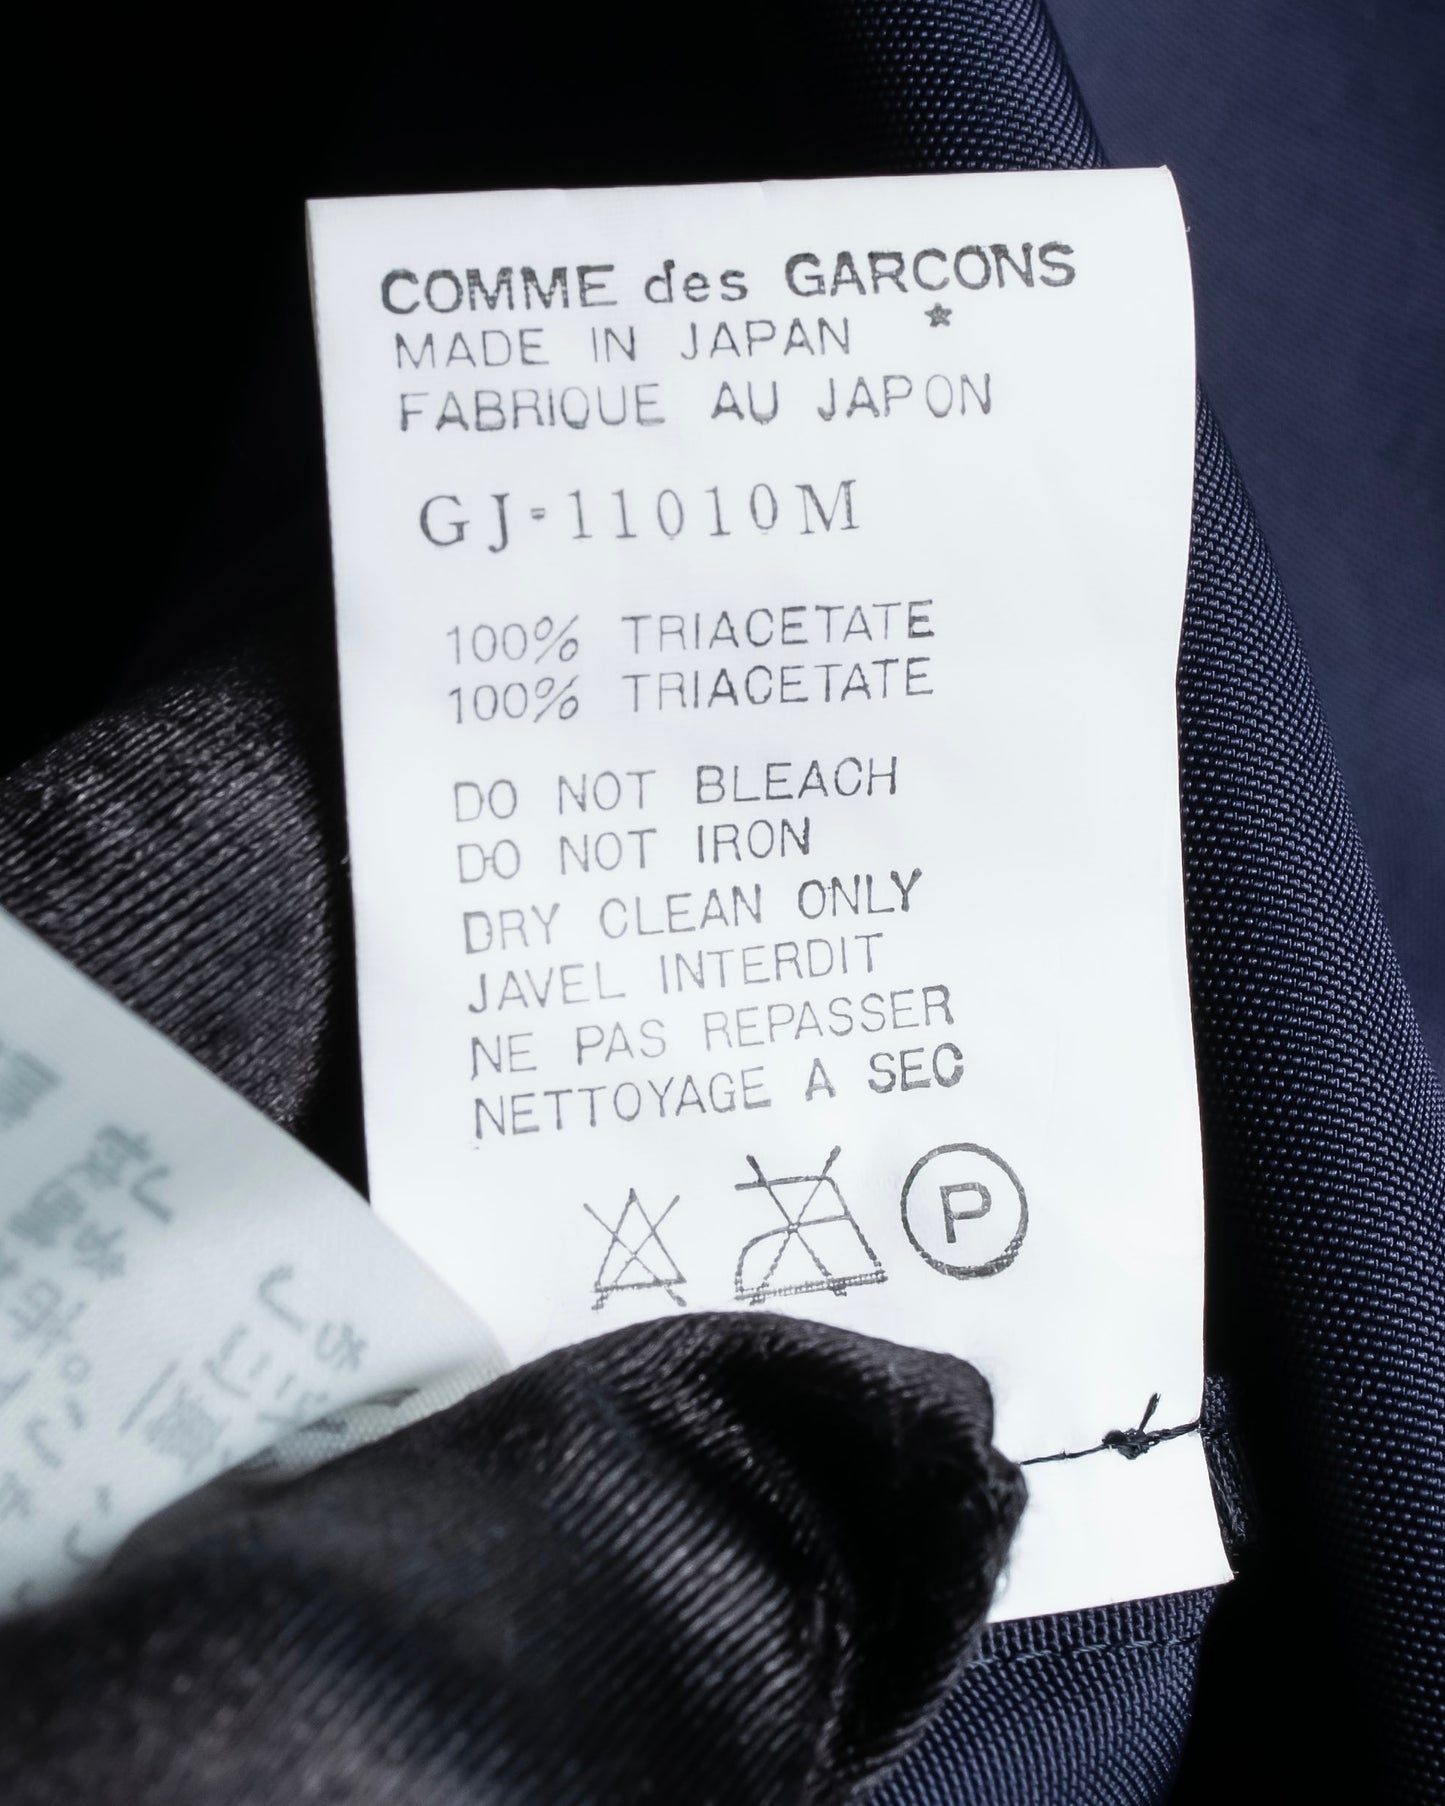 COMME des GARCONS
★
MADE IN JAPAN
FABRIQUE AU JAPON
GJ-11010M
100% TRIACETATE
100% TRIACETATE
DO NOT BLEACH
DO NOT IRON
DRY CLEAN ONLY
JAVEL INTERDIT
NE PAS REPASSER
NETTOYAGE A SEC
P